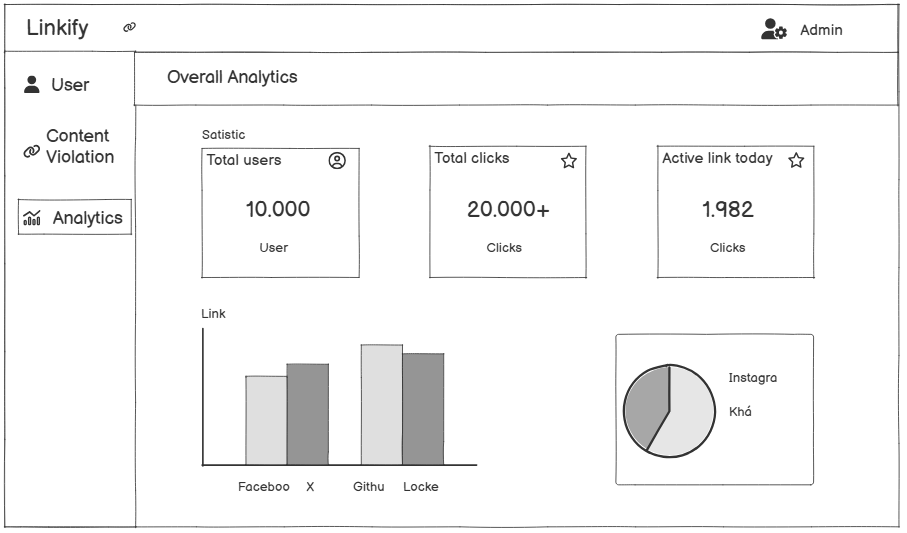 Linkify
Admin
User
Content
Violation
Analytics
Overall Analytics
Satistic
Total users
10.000
User
Total clicks
20.000+
Clicks
Active link today
1.982
Clicks
Link
Faceboo
X
Githu
Locke
Instagra
Khá